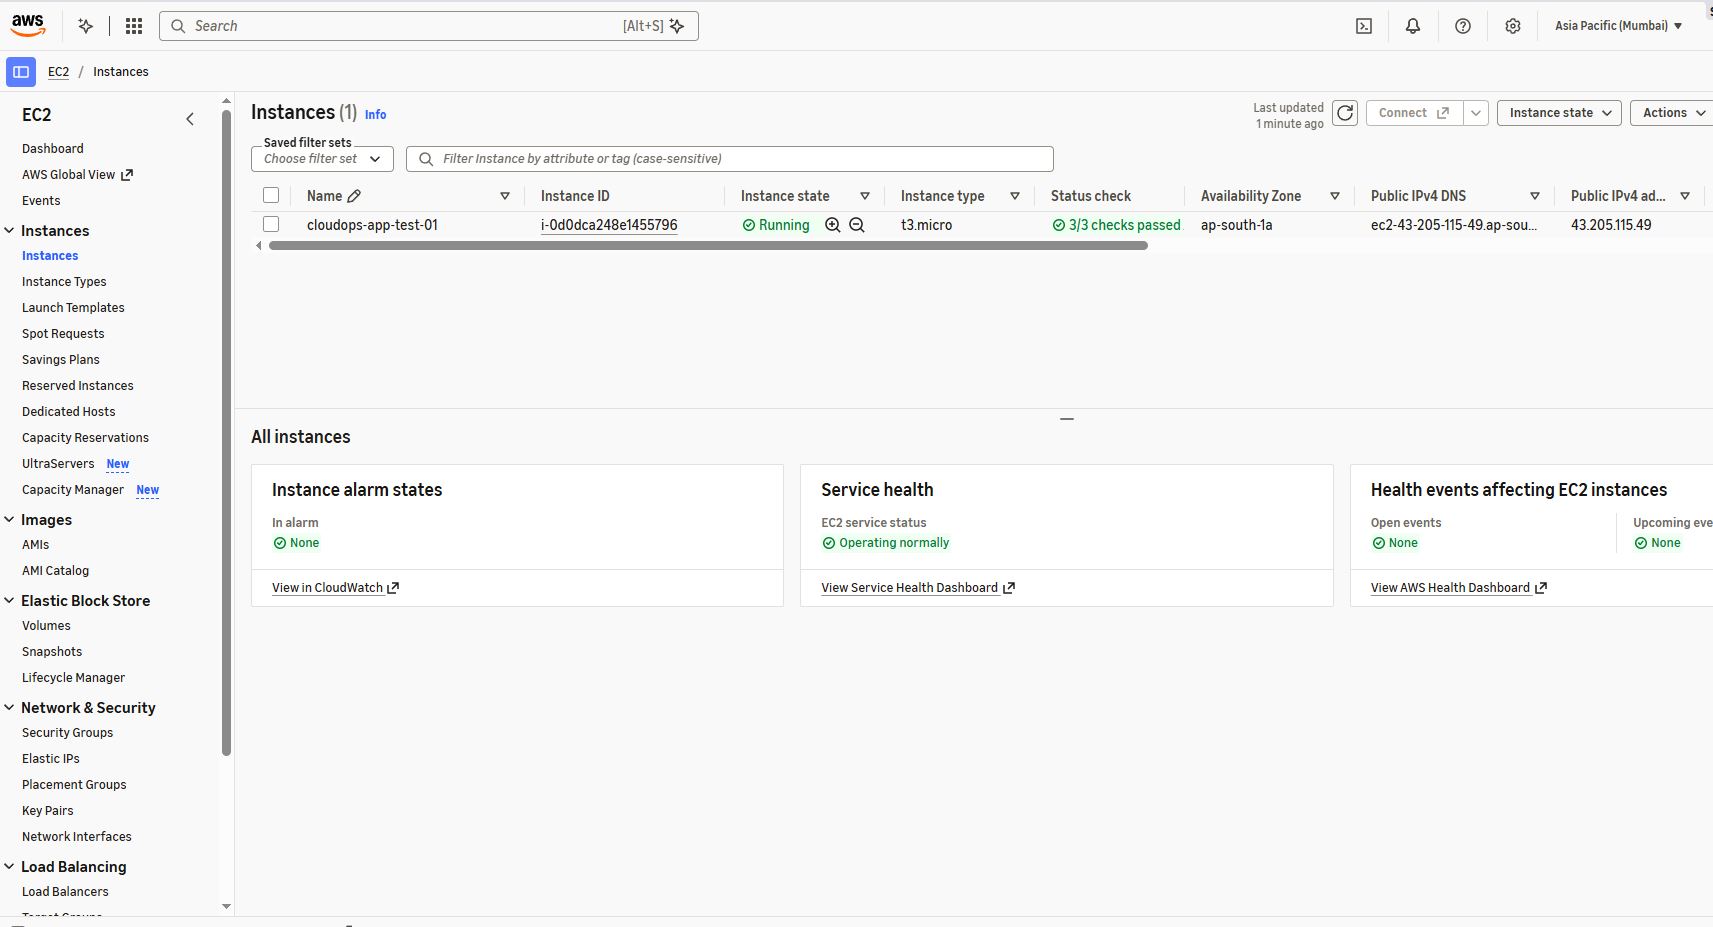 aws
Search [Alt+S]
Asia Pacific (Mumbai)
EC2 / Instances
EC2
Dashboard
AWS Global View
Events
Instances
Instances
Instance Types
Launch Templates
Spot Requests
Savings Plans
Reserved Instances
Dedicated Hosts
Capacity Reservations
UltraServers New
Capacity Manager New
Images
AMIs
AMI Catalog
Elastic Block Store
Volumes
Snapshots
Lifecycle Manager
Network & Security
Security Groups
Elastic IPs
Placement Groups
Key Pairs
Network Interfaces
Load Balancing
Load Balancers
Target Groups
Instances (1) Info
Last updated
1 minute ago
Connect
Instance state
Actions
Saved filter sets
Choose filter set
Filter Instance by attribute or tag (case-sensitive)
Name Instance ID Instance state Instance type Status check Availability Zone Public IPv4 DNS Public IPv4 ad...
cloudops-app-test-01 i-0d0dca248e1455796 Running t3.micro 3/3 checks passed ap-south-1a ec2-43-205-115-49.ap-sou... 43.205.115.49
All instances
Instance alarm states
In alarm
None
View in CloudWatch
Service health
EC2 service status
Operating normally
View Service Health Dashboard
Health events affecting EC2 instances
Open events Upcoming eve
None None
View AWS Health Dashboard